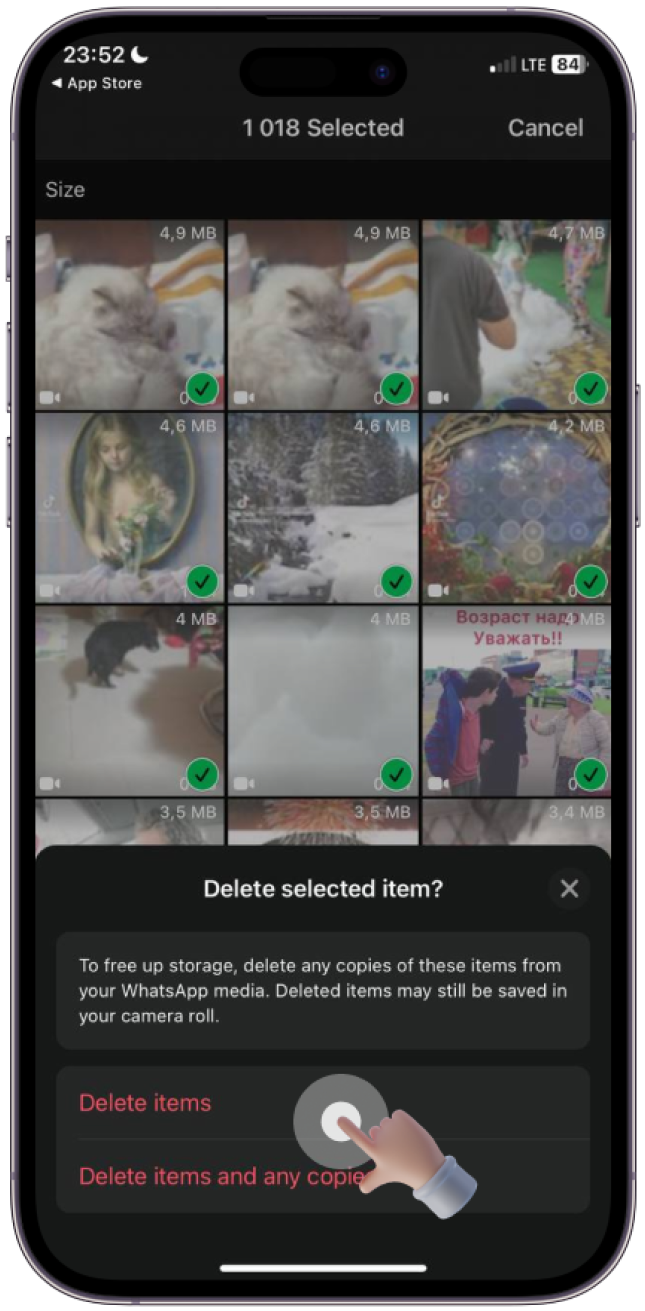 23:52
LTE 84
App Store
1 018 Selected
Cancel
Size
4,9 MB
4,9 MB
4,7 MB
4,6 MB
4,6 MB
4,2 MB
4 MB
4 MB
Возраст надо
4 MB
Уважать!!
3,5 MB
3,5 MB
3,4 MB
Delete selected item?
To free up storage, delete any copies of these items from
your WhatsApp media. Deleted items may still be saved in
your camera roll.
Delete items
Delete items and any copie